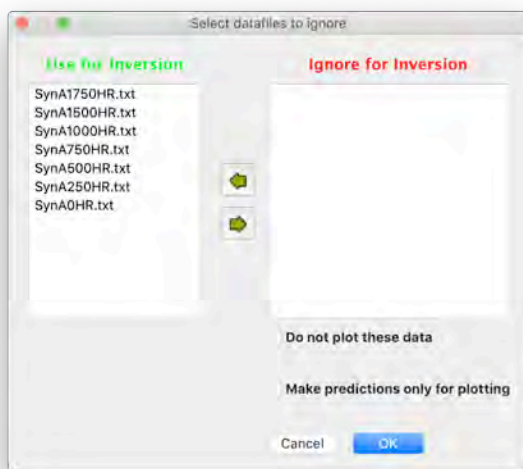 Select datafiles to ignore
Use for Inversion
Ignore for Inversion
SynA1750HR.txt
SynA1500HR.txt
SynA1000HR.txt
SynA750HR.txt
SynA500HR.txt
SynA250HR.txt
SynA0HR.txt
Do not plot these data
Make predictions only for plotting
Cancel
OK